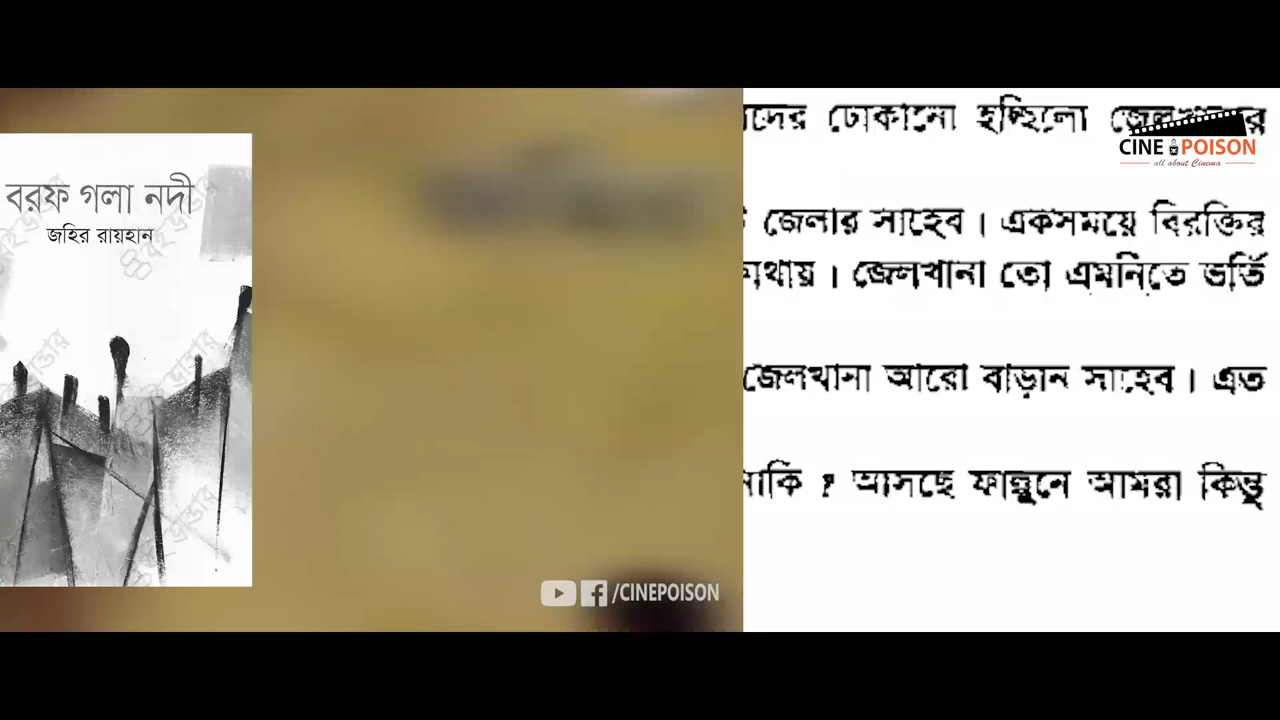 বরফ গলা নদী
জহির রায়হান
দের ঢোকানো হচ্ছিলো
জেলার সাহেব। একসময়ে বিরক্তির
জেলখানা তো এমনিতে ভর্তি
জেলখানা আরো বাড়ান সাহেব। এত
নাকি ? আসছে ফাল্গুনে আমরা কিন্তু
CINE POISON
all about Cinema
/CINEPOISON